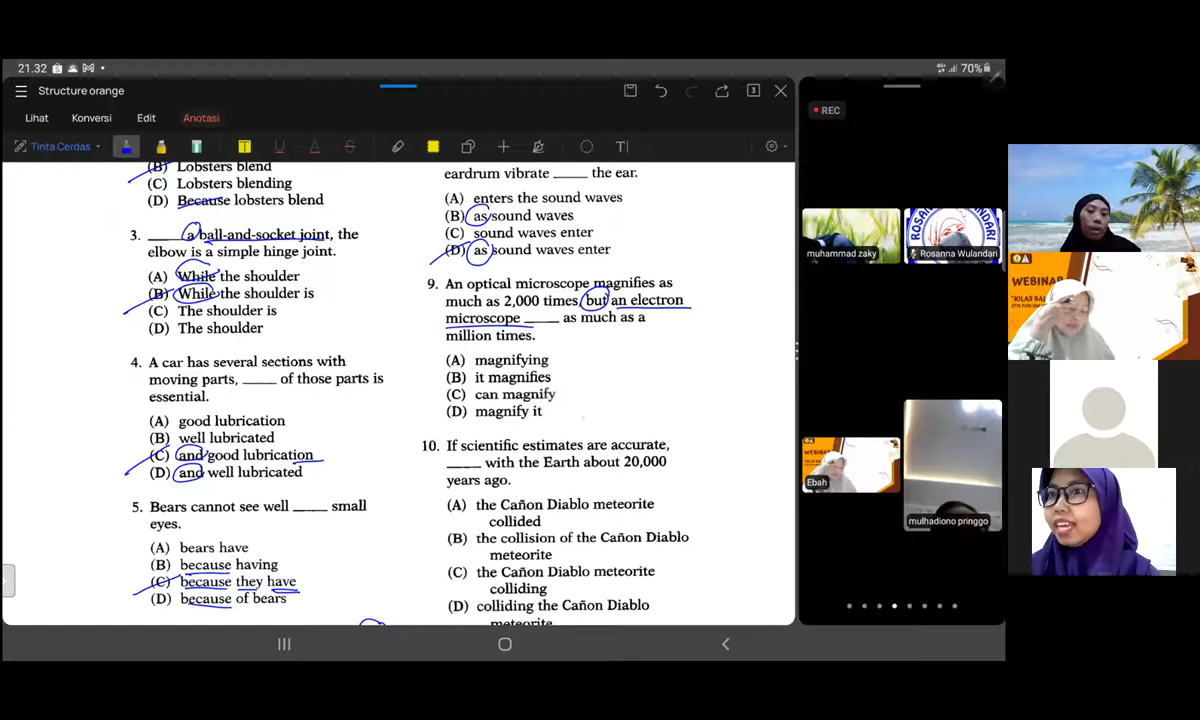 21.32
70%
Structure orange
3
Lihat Konversi Edit Anotasi
Tinta Cerdas
(B) Lobsters blend
(C) Lobsters blending
(D) Because lobsters blend
3. _____ a ball-and-socket joint, the
elbow is a simple hinge joint.
(A) While the shoulder
(B) While the shoulder is
(C) The shoulder is
(D) The shoulder
4. A car has several sections with
moving parts, _____ of those parts is
essential.
(A) good lubrication
(B) well lubricated
(C) and good lubrication
(D) and well lubricated
5. Bears cannot see well _____ small
eyes.
(A) bears have
(B) because having
(C) because they have
(D) because of bears
eardrum vibrate _____ the ear.
(A) enters the sound waves
(B) as sound waves
(C) sound waves enter
(D) as sound waves enter
9 An optical microscope magnifies as
much as 2,000 times but an electron
microscope _____ as much as a
million times.
(A) magnifying
(B) it magnifies
(C) can magnify
(D) magnify it
10. If scientific estimates are accurate,
_____ with the Earth about 20,000
years ago.
(A) the Cañon Diablo meteorite
collided
(B) the collision of the Cañon Diablo
meteorite
(C) the Cañon Diablo meteorite
colliding
(D) colliding the Cañon Diablo
meteorite
REC
muhammad zaky
Rosanna Wulandari
Ebah
mulhadiono pringgo
WEBINAR